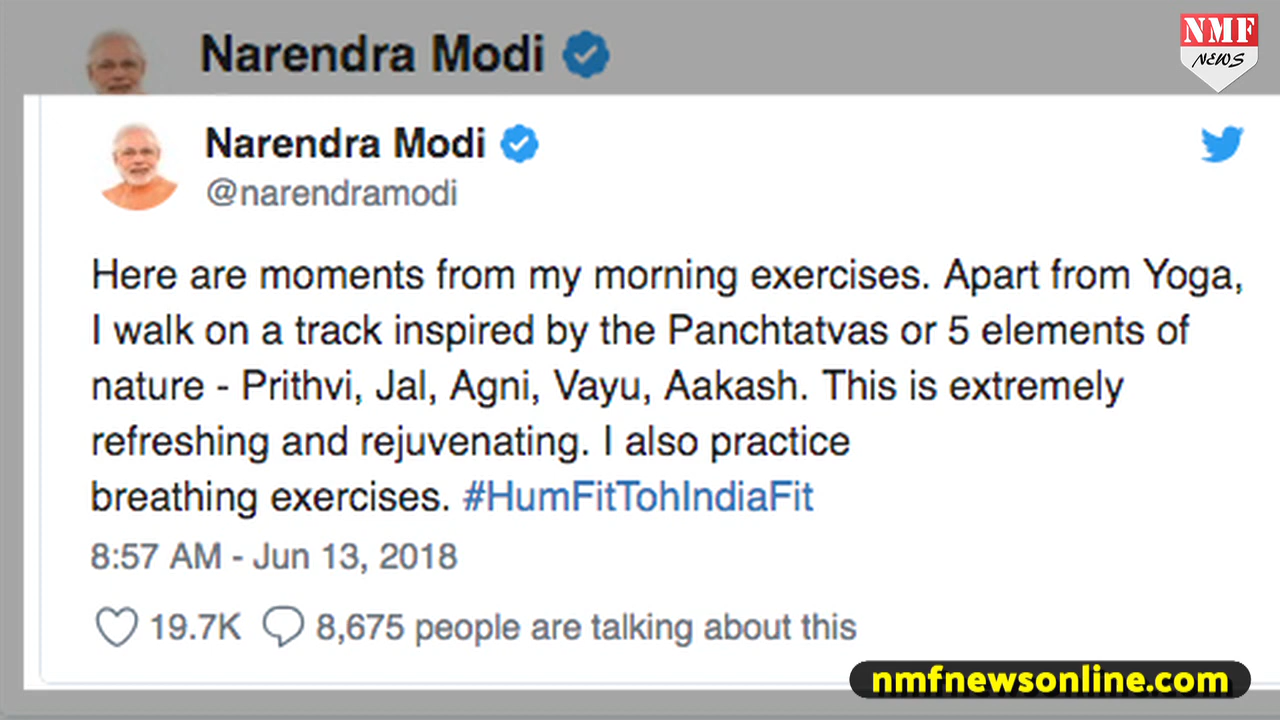 Narendra Modi
NMF
NEWS
Narendra Modi
@narendramodi
Here are moments from my morning exercises. Apart from Yoga,
I walk on a track inspired by the Panchtatvas or 5 elements of
nature - Prithvi, Jal, Agni, Vayu, Aakash. This is extremely
refreshing and rejuvenating. I also practice
breathing exercises. #HumFitTohIndiaFit
8:57 AM - Jun 13, 2018
19.7K 8,675 people are talking about this
nmfnewsonline.com